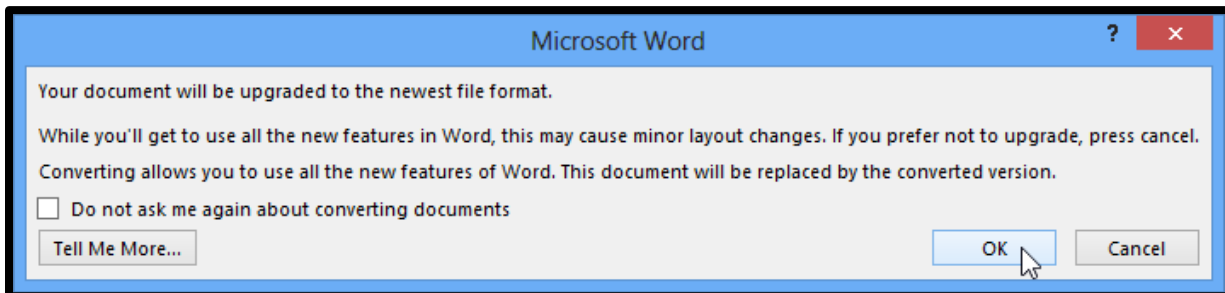 Microsoft Word
?
Your document will be upgraded to the newest file format.
While you'll get to use all the new features in Word, this may cause minor layout changes. If you prefer not to upgrade, press cancel.
Converting allows you to use all the new features of Word. This document will be replaced by the converted version.
Do not ask me again about converting documents
Tell Me More... OK Cancel